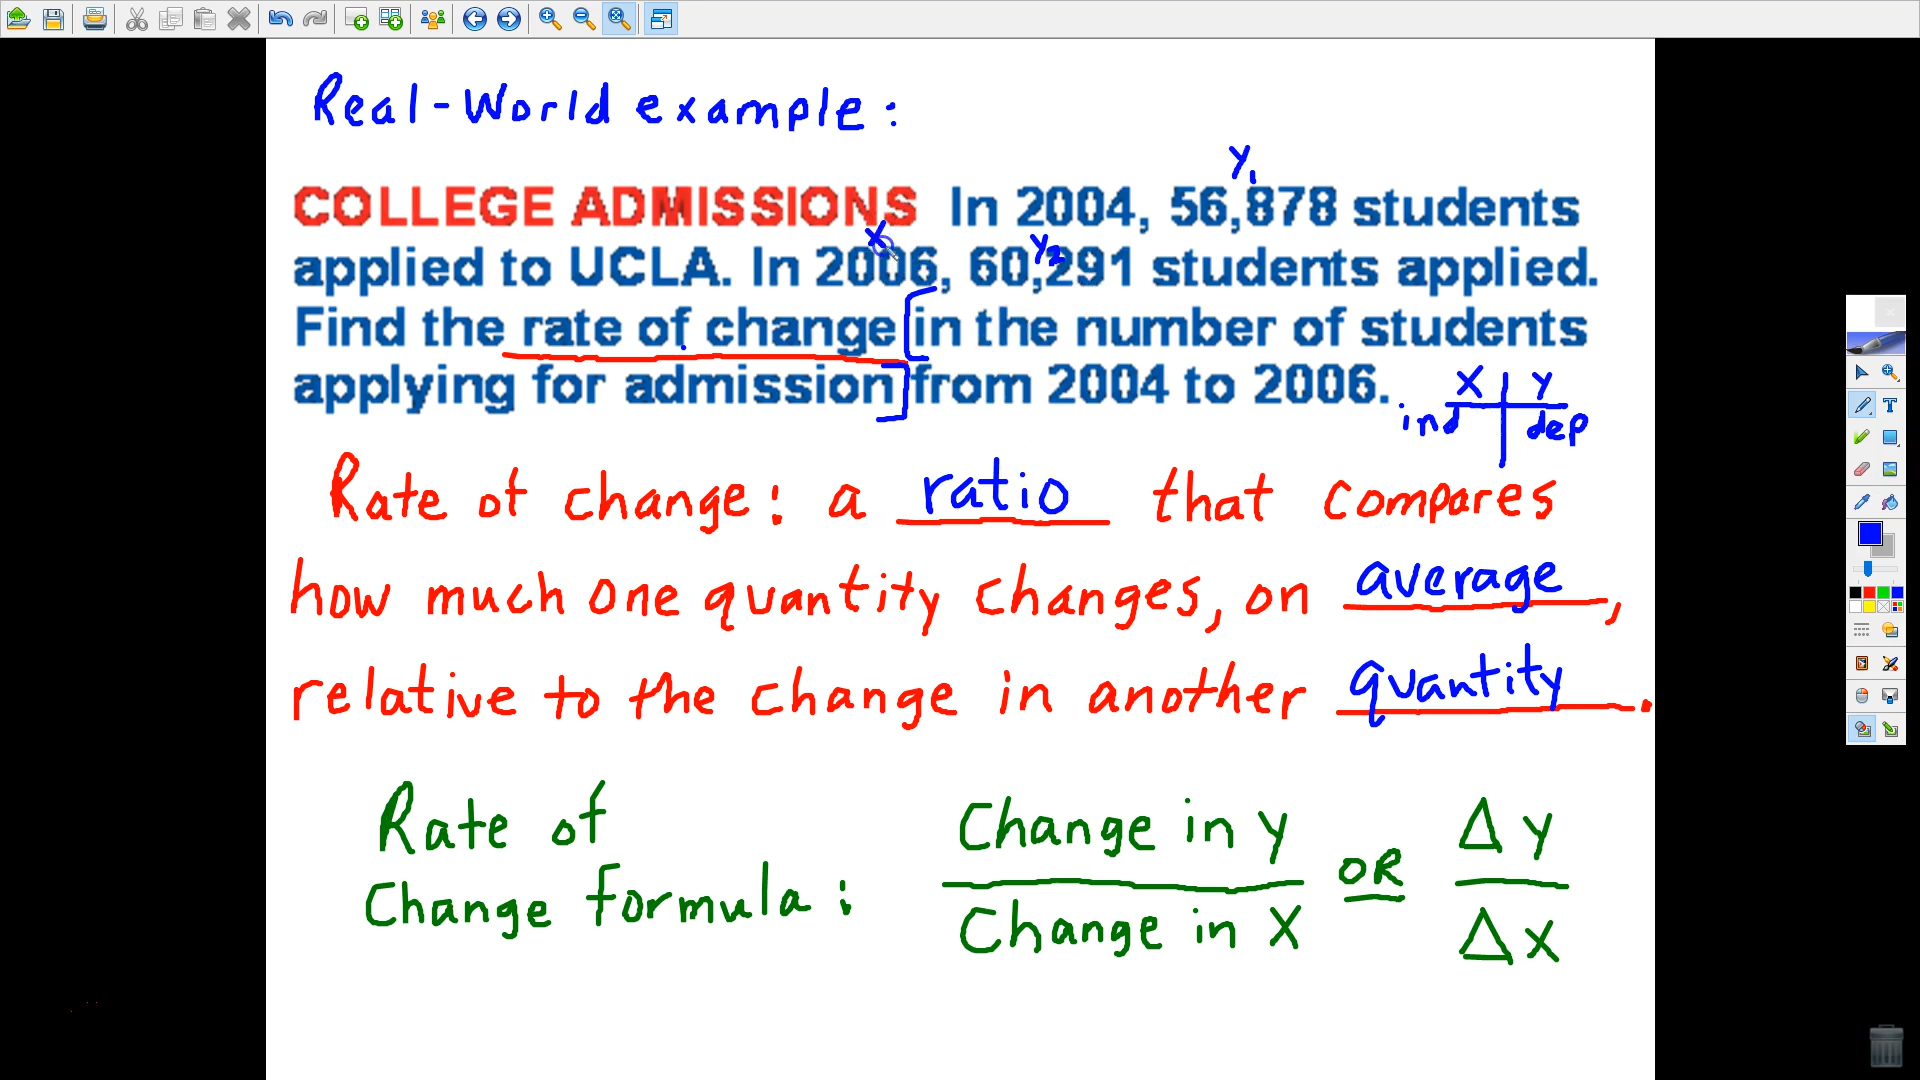 Real-World example:
y₁
COLLEGE ADMISSIONS In 2004, 56,878 students
x y₂
applied to UCLA. In 2006, 60,291 students applied.
Find the rate of change [in the number of students
applying for admission] from 2004 to 2006.
x y
ind dep
Rate of change: a ratio that compares
how much one quantity changes, on average,
relative to the change in another quantity.
Rate of Change in y OR Δy
Change formula: Change in X Δx